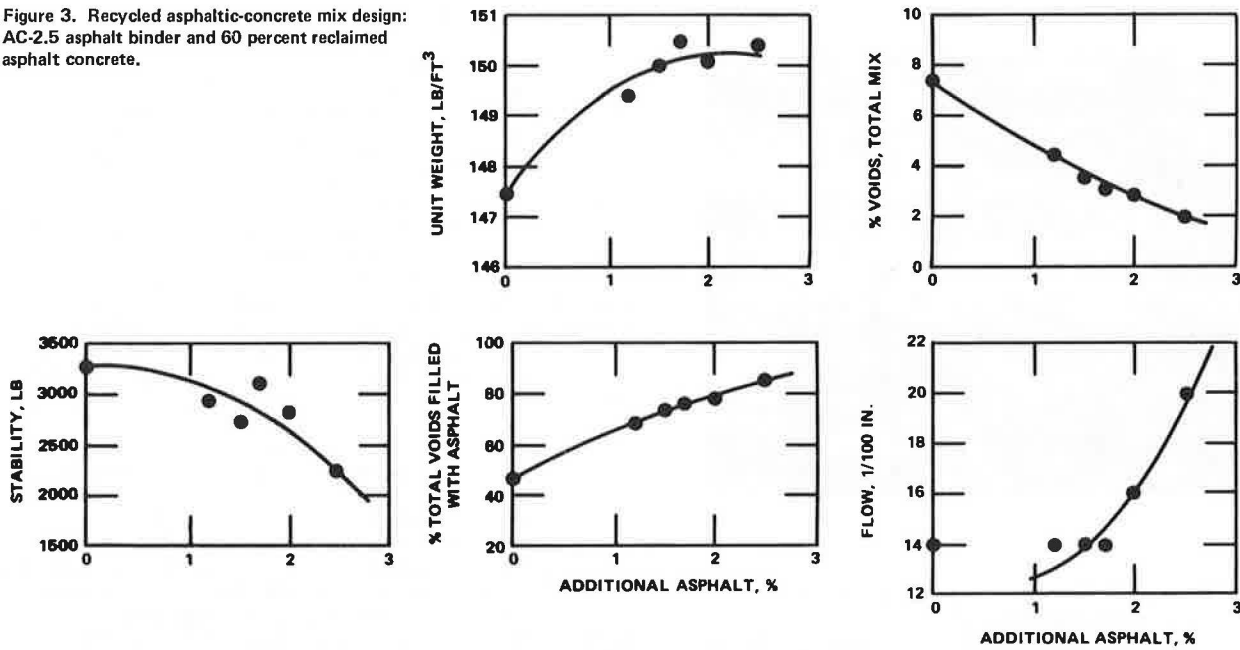 Figure 3. Recycled asphaltic-concrete mix design:
AC-2.5 asphalt binder and 60 percent reclaimed
asphalt concrete.
151
150
149
148
147
146
UNIT WEIGHT, LB/FT3
0 1 2 3
10
8
6
4
2
0
% VOIDS, TOTAL MIX
0 1 2 3
3500
3000
2500
2000
1500
STABILITY, LB
0 1 2 3
100
80
60
40
20
% TOTAL VOIDS FILLED
WITH ASPHALT
0 1 2 3
ADDITIONAL ASPHALT, %
22
20
18
16
14
12
FLOW, 1/100 IN.
0 1 2 3
ADDITIONAL ASPHALT, %